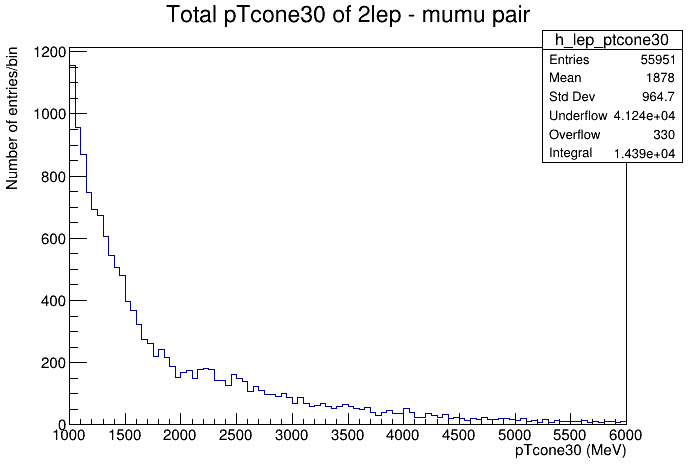 Total pTcone30 of 2lep - mumu pair
h_lep_ptcone30
Entries 55951
Mean 1878
Std Dev 964.7
Underflow 4.124e+04
Overflow 330
Integral 1.439e+04
Number of entries/bin
1200
1000
800
600
400
200
0
1000 1500 2000 2500 3000 3500 4000 4500 5000 5500 6000
pTcone30 (MeV)